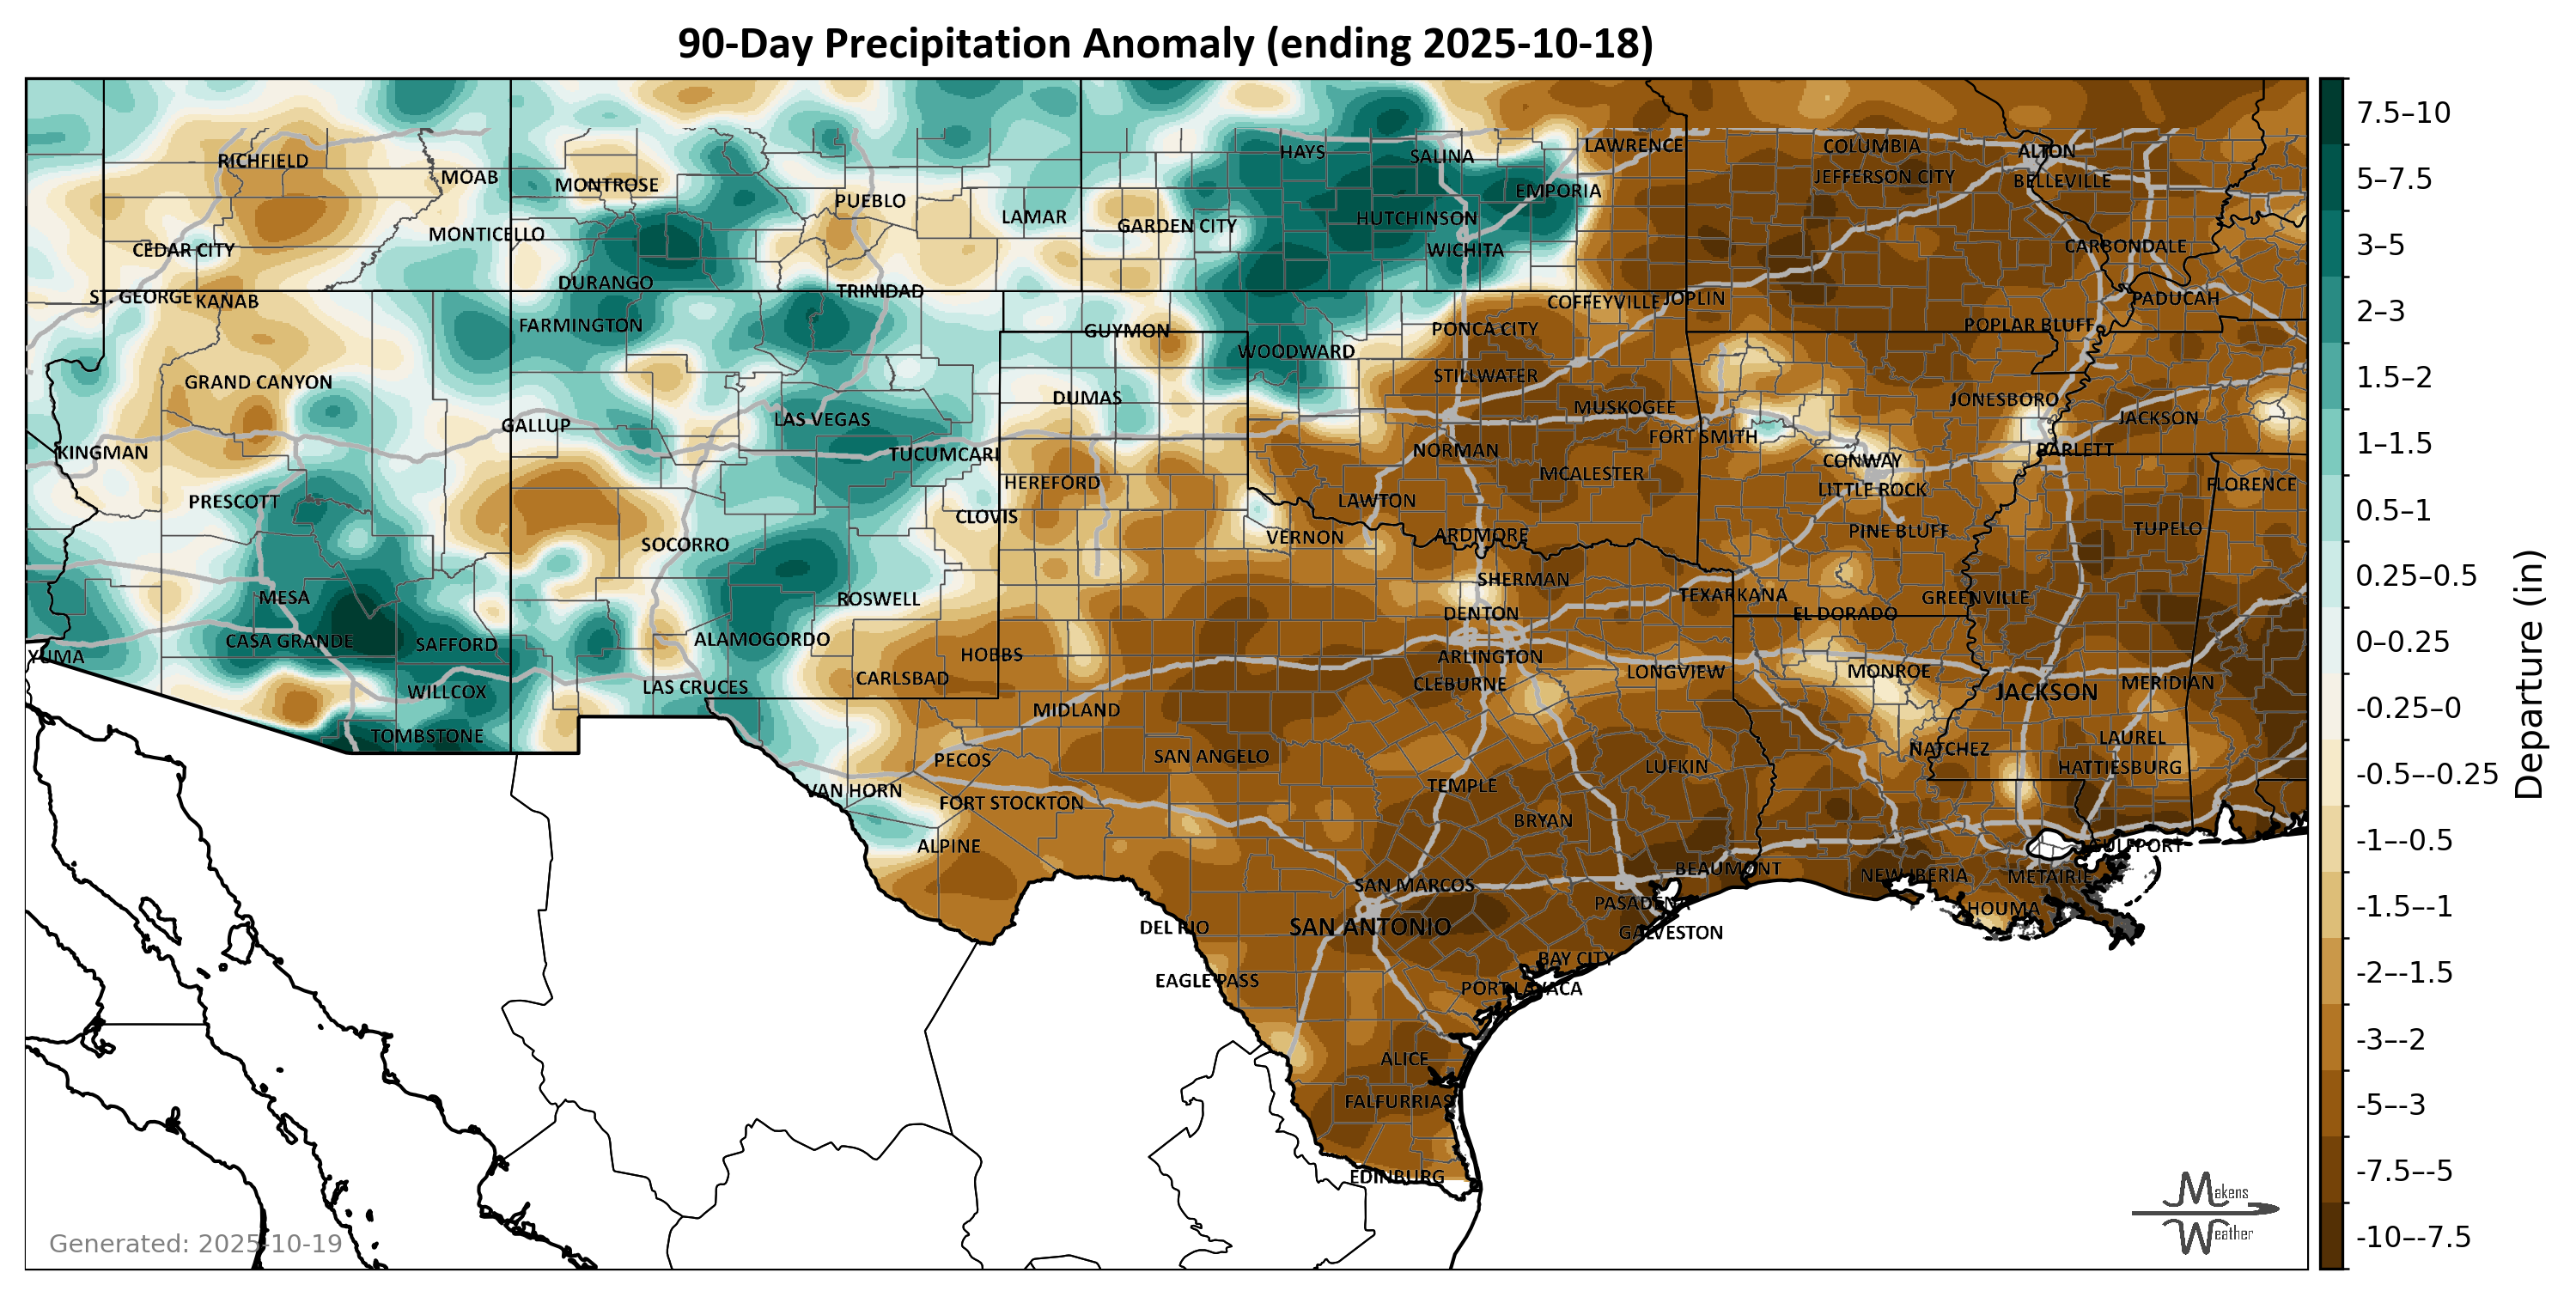 90-Day Precipitation Anomaly (ending 2025-10-18)
HAYS
SALINA
LAWRENCE
COLUMBIA
ALTON
RICHFIELD
MOAB
MONTROSE
EMPORIA
JEFFERSON CITY
BELLEVILLE
PUEBLO
LAMAR
GARDEN CITY
HUTCHINSON
MONTICELLO
CEDAR CITY
WICHITA
CARBONDALE
DURANGO
TRINIDAD
ST. GEORGE
KANAB
COFFEYVILLE
JOPLIN
PADUCAH
FARMINGTON
GUYMON
PONCA CITY
POPLAR BLUFF
WOODWARD
GRAND CANYON
DUMAS
STILLWATER
MUSKOGEE
JONESBORO
JACKSON
GALLUP
LAS VEGAS
FORT SMITH
KINGMAN
TUCUMCARI
NORMAN
CONWAY
BARLETT
PRESCOTT
HEREFORD
MCALESTER
LITTLE ROCK
FLORENCE
CLOVIS
LAWTON
SOCORRO
VERNON
ARDMORE
PINE BLUFF
TUPELO
MESA
ROSWELL
SHERMAN
TEXARKANA
GREENVILLE
CASA GRANDE
SAFFORD
ALAMOGORDO
DENTON
EL DORADO
YUMA
HOBBS
ARLINGTON
WILLCOX
LAS CRUCES
CARLSBAD
CLEBURNE
LONGVIEW
MONROE
JACKSON
MERIDIAN
TOMBSTONE
MIDLAND
PECOS
SAN ANGELO
LUFKIN
NATCHEZ
LAUREL
HATTIESBURG
VAN HORN
FORT STOCKTON
TEMPLE
BRYAN
ALPINE
GULFPORT
SAN MARCOS
BEAUMONT
NEW IBERIA
METAIRIE
DEL RIO
SAN ANTONIO
PASADENA
GALVESTON
HOUMA
EAGLE PASS
BAY CITY
PORT LAVACA
ALICE
FALFURRIAS
EDINBURG
7.5–10
5–7.5
3–5
2–3
1.5–2
1–1.5
0.5–1
0.25–0.5
0–0.25
-0.25–0
-0.5–-0.25
-1–-0.5
-1.5–-1
-2–-1.5
-3–-2
-5–-3
-7.5–-5
-10–-7.5
Departure (in)
Generated: 2025-10-19
Makens
Weather